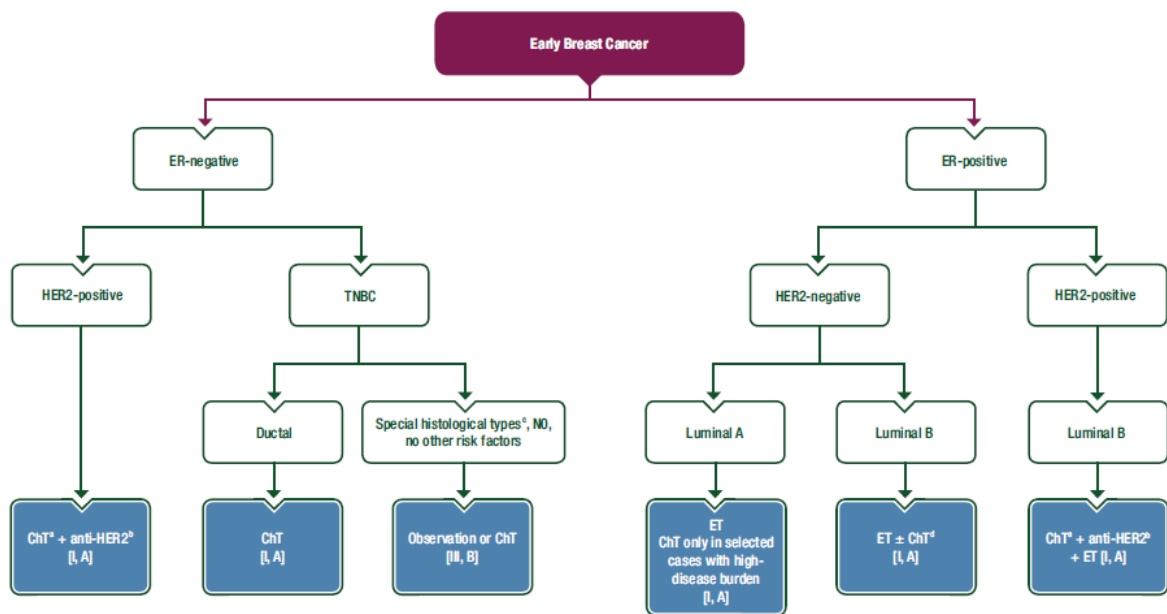 Early Breast Cancer
ER-negative
ER-positive
HER2-positive
TNBC
HER2-negative
HER2-positive
Ductal
Special histological typesᶜ, N0,
no other risk factors
Luminal A
Luminal B
Luminal B
ChTᵃ + anti-HER2ᵇ
[I, A]
ChT
[I, A]
Observation or ChT
[III, B]
ET
ChT only in selected
cases with high-
disease burden
[I, A]
ET ± ChTᵈ
[I, A]
ChTᵉ + anti-HER2ᵇ
+ ET [I, A]